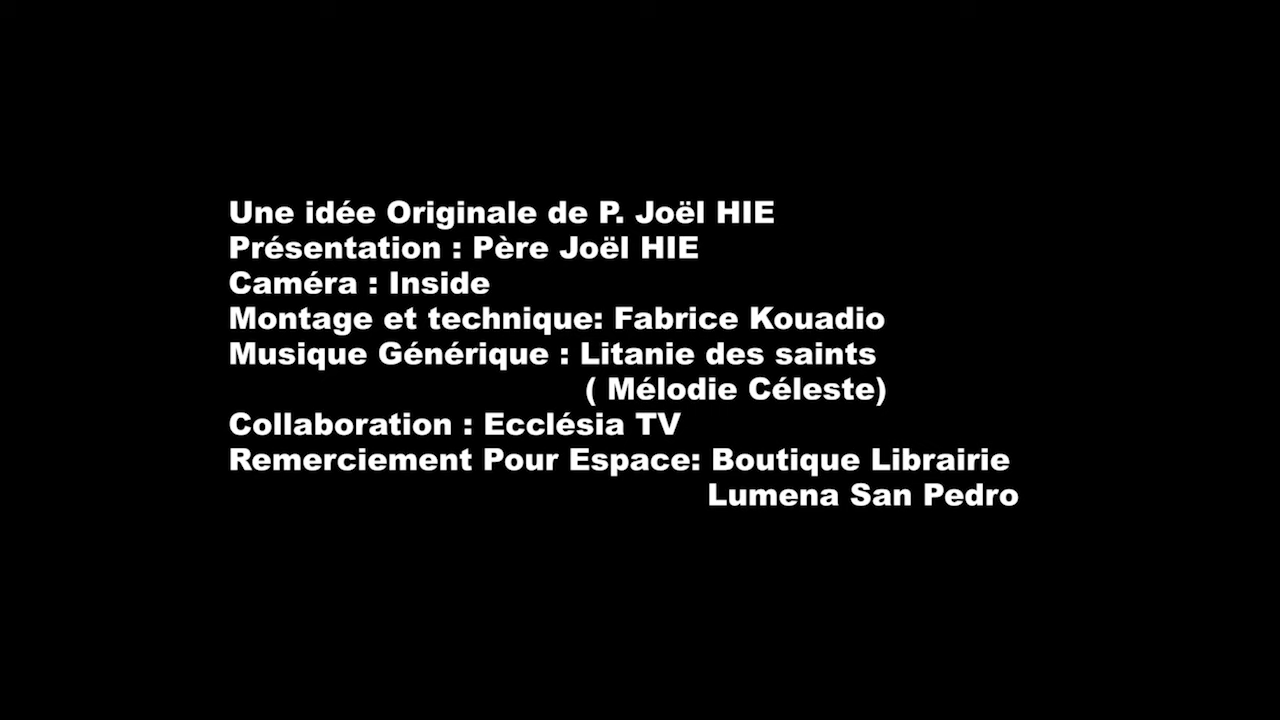 Une idée Originale de P. Joël HIE
Présentation : Père Joël HIE
Caméra : Inside
Montage et technique: Fabrice Kouadio
Musique Générique : Litanie des saints
( Mélodie Céleste)
Collaboration : Ecclésia TV
Remerciement Pour Espace: Boutique Librairie
Lumena San Pedro